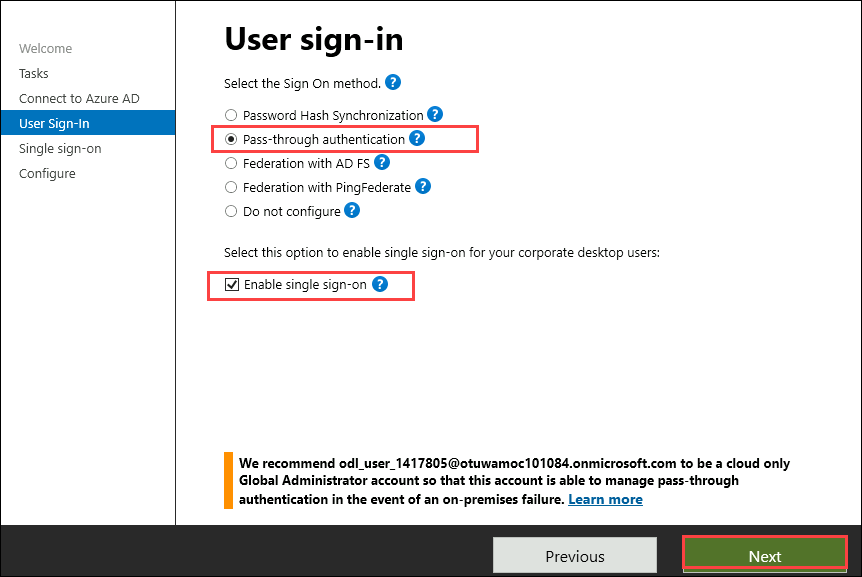 Welcome
Tasks
Connect to Azure AD
User Sign-In
Single sign-on
Configure
User sign-in
Select the Sign On method. ?
Password Hash Synchronization ?
Pass-through authentication ?
Federation with AD FS ?
Federation with PingFederate ?
Do not configure ?
Select this option to enable single sign-on for your corporate desktop users:
Enable single sign-on ?
We recommend odl_user_1417805@otuwamoc101084.onmicrosoft.com to be a cloud only
Global Administrator account so that this account is able to manage pass-through
authentication in the event of an on-premises failure. Learn more
Previous
Next